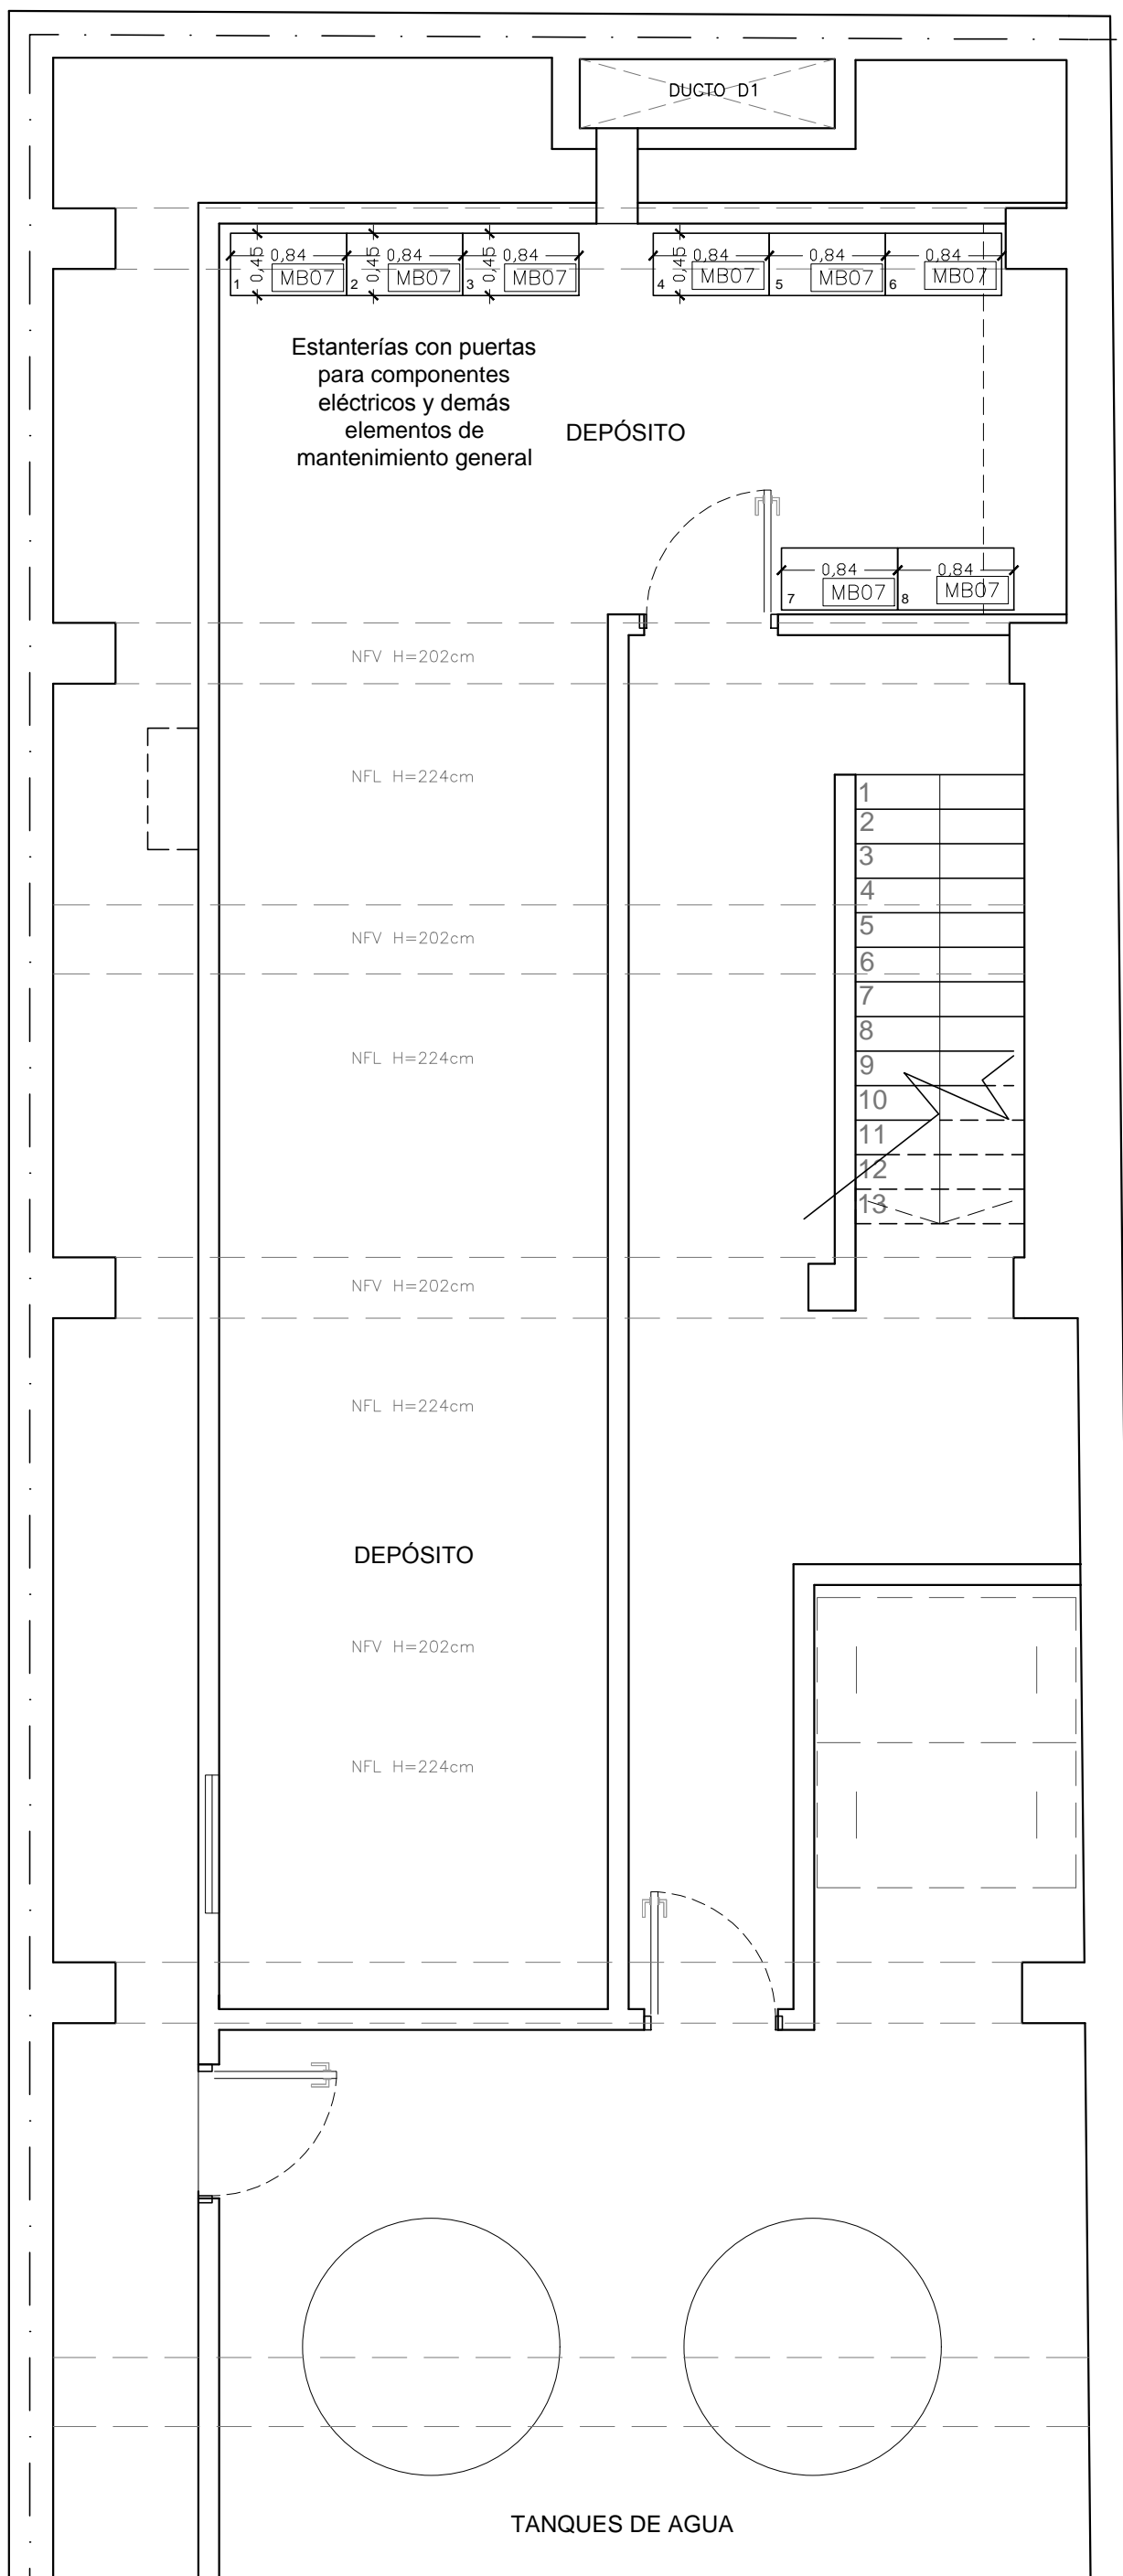 DUCTO D1
0,84 0,84 0,84 0,84 0,84 0,84
0,45 0,45 0,45 0,45
1 MB07 2 MB07 3 MB07 4 MB07 5 MB07 6 MB07
Estanterías con puertas
para componentes
eléctricos y demás
elementos de
mantenimiento general
DEPÓSITO
0,84 0,84
7 MB07 8 MB07
NFV H=202cm
NFL H=224cm
1
2
3
4
5
6
7
8
9
10
11
12
13
NFV H=202cm
NFL H=224cm
NFV H=202cm
NFL H=224cm
DEPÓSITO
NFV H=202cm
NFL H=224cm
TANQUES DE AGUA